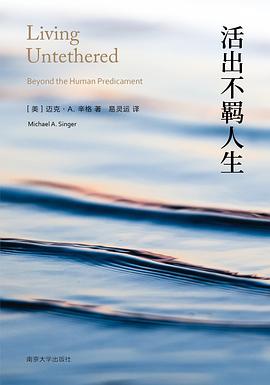 Living
Untethered
Beyond the Human Predicament
[美] 迈克·A. 辛格 著 易灵运 译
Michael A. Singer
活出不羁人生
南京大学出版社